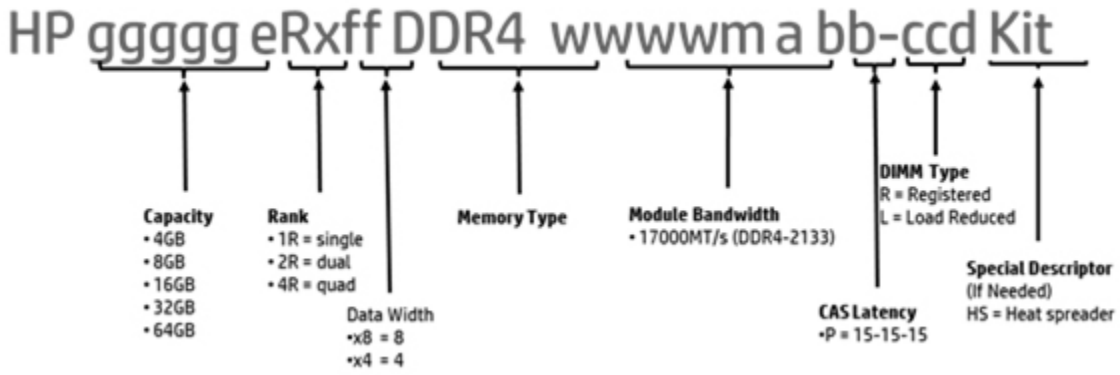 HP ggggg eRxff DDR4 wwwwm a bb-ccd Kit
Capacity
• 4GB
• 8GB
• 16GB
• 32GB
• 64GB
Rank
• 1R = single
• 2R = dual
• 4R = quad
Data Width
•x8 = 8
•x4 = 4
Memory Type
Module Bandwidth
• 17000MT/s (DDR4-2133)
CAS Latency
•P = 15-15-15
DIMM Type
R = Registered
L = Load Reduced
Special Descriptor
(If Needed)
HS = Heat spreader